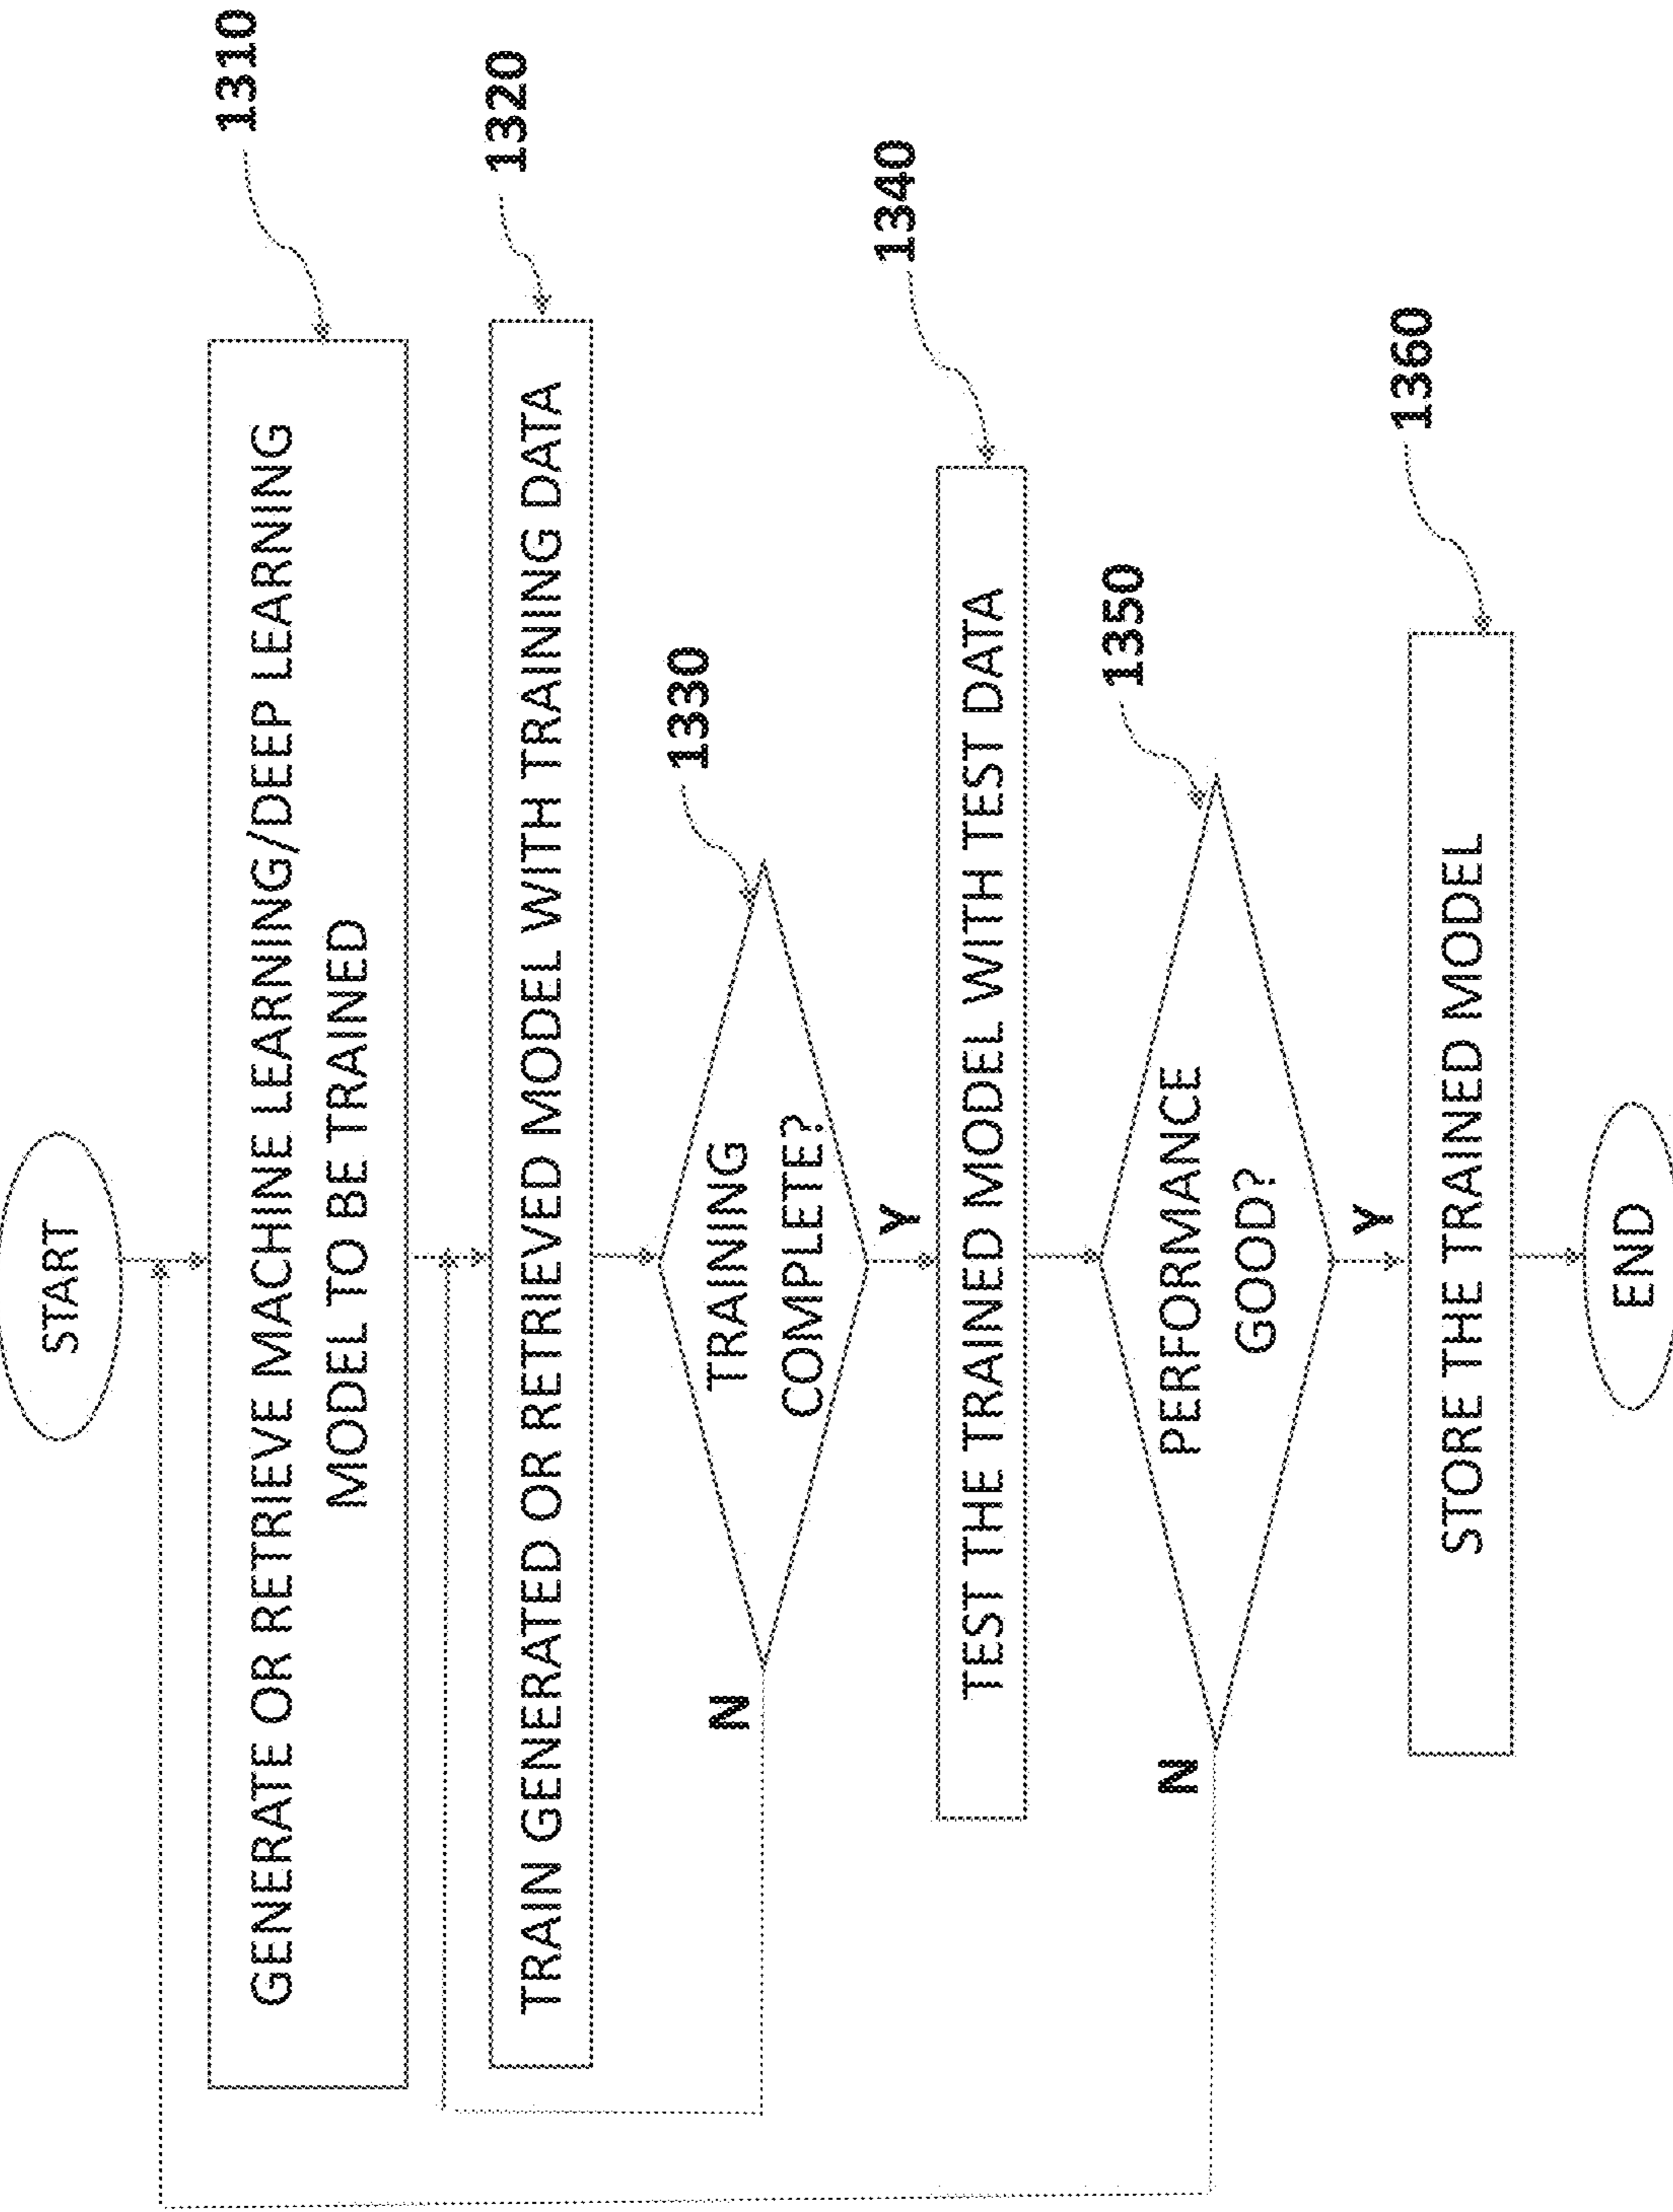 START
1310
GENERATE OR RETRIEVE MACHINE LEARNING/DEEP LEARNING
MODEL TO BE TRAINED
1320
TRAIN GENERATED OR RETRIEVED MODEL WITH TRAINING DATA
1330
TRAINING
COMPLETE?
N
Y
1340
TEST THE TRAINED MODEL WITH TEST DATA
1350
PERFORMANCE
GOOD?
N
Y
1360
STORE THE TRAINED MODEL
END